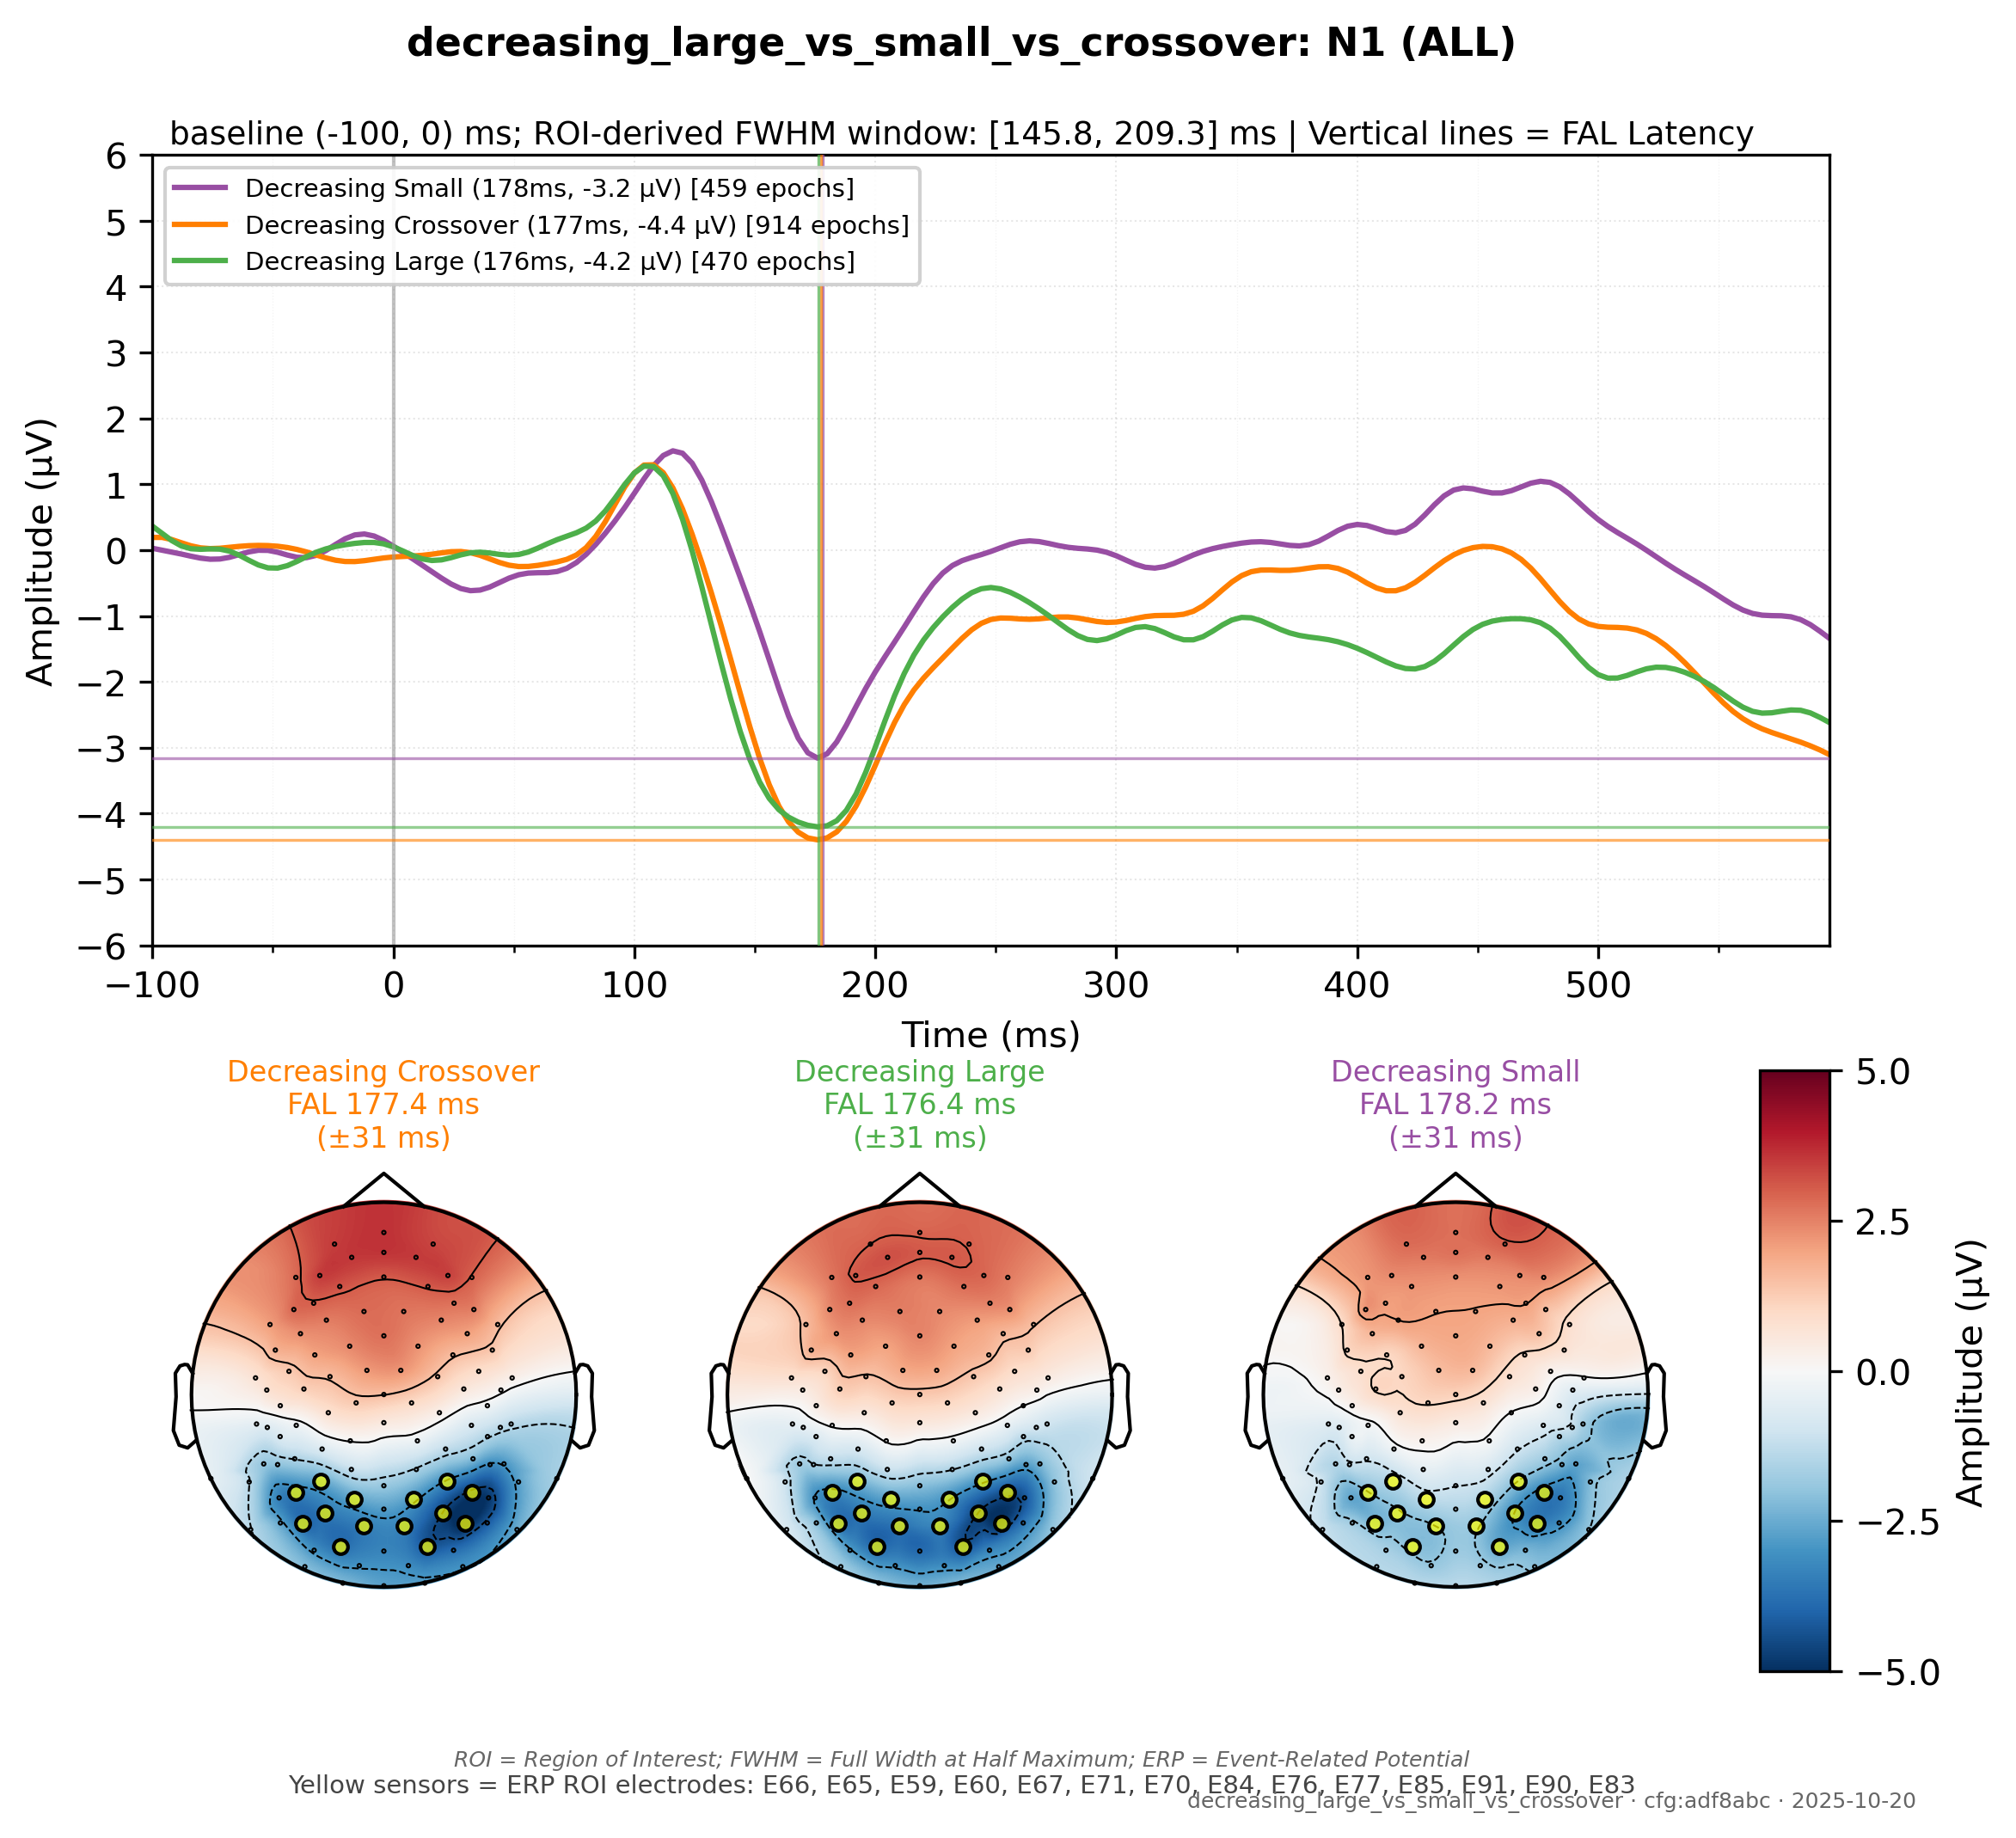 decreasing_large_vs_small_vs_crossover: N1 (ALL)
baseline (-100, 0) ms; ROI-derived FWHM window: [145.8, 209.3] ms | Vertical lines = FAL Latency
Decreasing Small (178ms, -3.2 μV) [459 epochs]
Decreasing Crossover (177ms, -4.4 μV) [914 epochs]
Decreasing Large (176ms, -4.2 μV) [470 epochs]
6
5
4
3
2
1
0
−1
−2
−3
−4
−5
−6
Amplitude (μV)
−100
0
100
200
300
400
500
Time (ms)
Decreasing Crossover
FAL 177.4 ms
(±31 ms)
Decreasing Large
FAL 176.4 ms
(±31 ms)
Decreasing Small
FAL 178.2 ms
(±31 ms)
5.0
2.5
0.0
−2.5
−5.0
Amplitude (μV)
ROI = Region of Interest; FWHM = Full Width at Half Maximum; ERP = Event-Related Potential
Yellow sensors = ERP ROI electrodes: E66, E65, E59, E60, E67, E71, E70, E84, E76, E77, E85, E91, E90, E83
decreasing_large_vs_small_vs_crossover · cfg:adf8abc · 2025-10-20